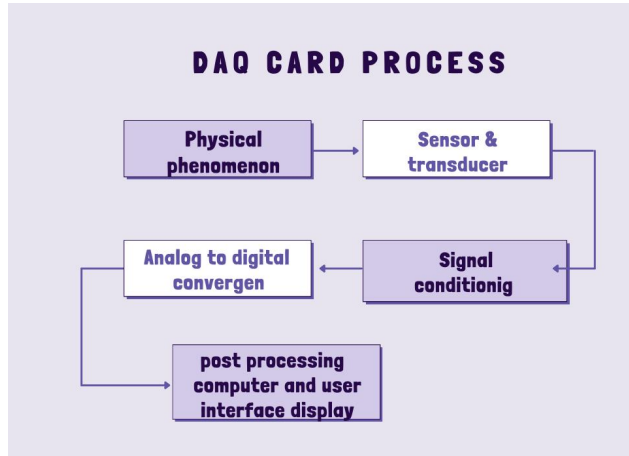 DAQ CARD PROCESS
Physical
phenomenon
Sensor &
transducer
Signal
conditionig
Analog to digital
convergen
post processing
computer and user
interface display